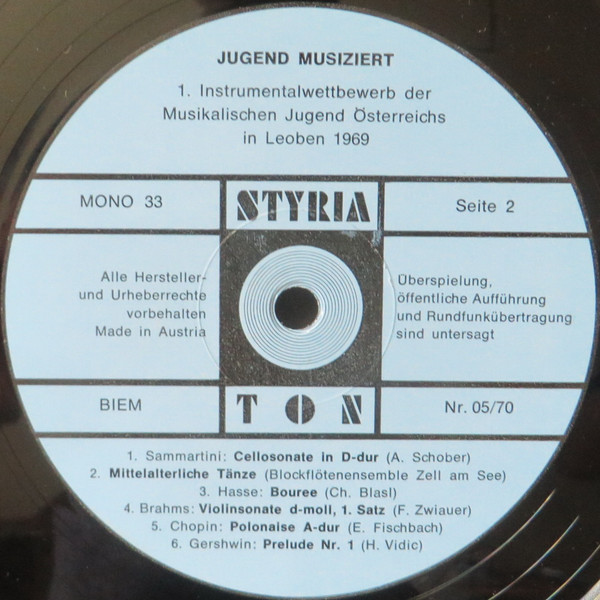 JUGEND MUSIZIERT
1. Instrumentalwettbewerb der
Musikalischen Jugend Österreichs
in Leoben 1969
MONO 33
STYRIA
Seite 2
Alle Hersteller-
und Urheberrechte
vorbehalten
Made in Austria
Überspielung,
öffentliche Aufführung
und Rundfunkübertragung
sind untersagt
BIEM
TON
Nr. 05/70
1. Sammartini: Cellosonate in D-dur (A. Schober)
2. Mittelalterliche Tänze (Blockflötenensemble Zell am See)
3. Hasse: Bouree (Ch. Blasl)
4. Brahms: Violinsonate d-moll, 1. Satz (F. Zwiauer)
5. Chopin: Polonaise A-dur (E. Fischbach)
6. Gershwin: Prelude Nr. 1 (H. Vidic)